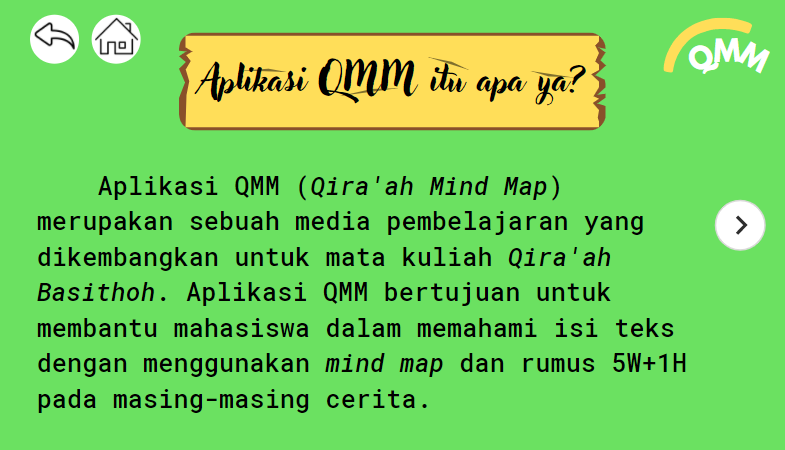 Aplikasi QMM itu apa ya?
QMM
Aplikasi QMM (Qira'ah Mind Map)
merupakan sebuah media pembelajaran yang
dikembangkan untuk mata kuliah Qira'ah
Basithoh. Aplikasi QMM bertujuan untuk
membantu mahasiswa dalam memahami isi teks
dengan menggunakan mind map dan rumus 5W+1H
pada masing-masing cerita.